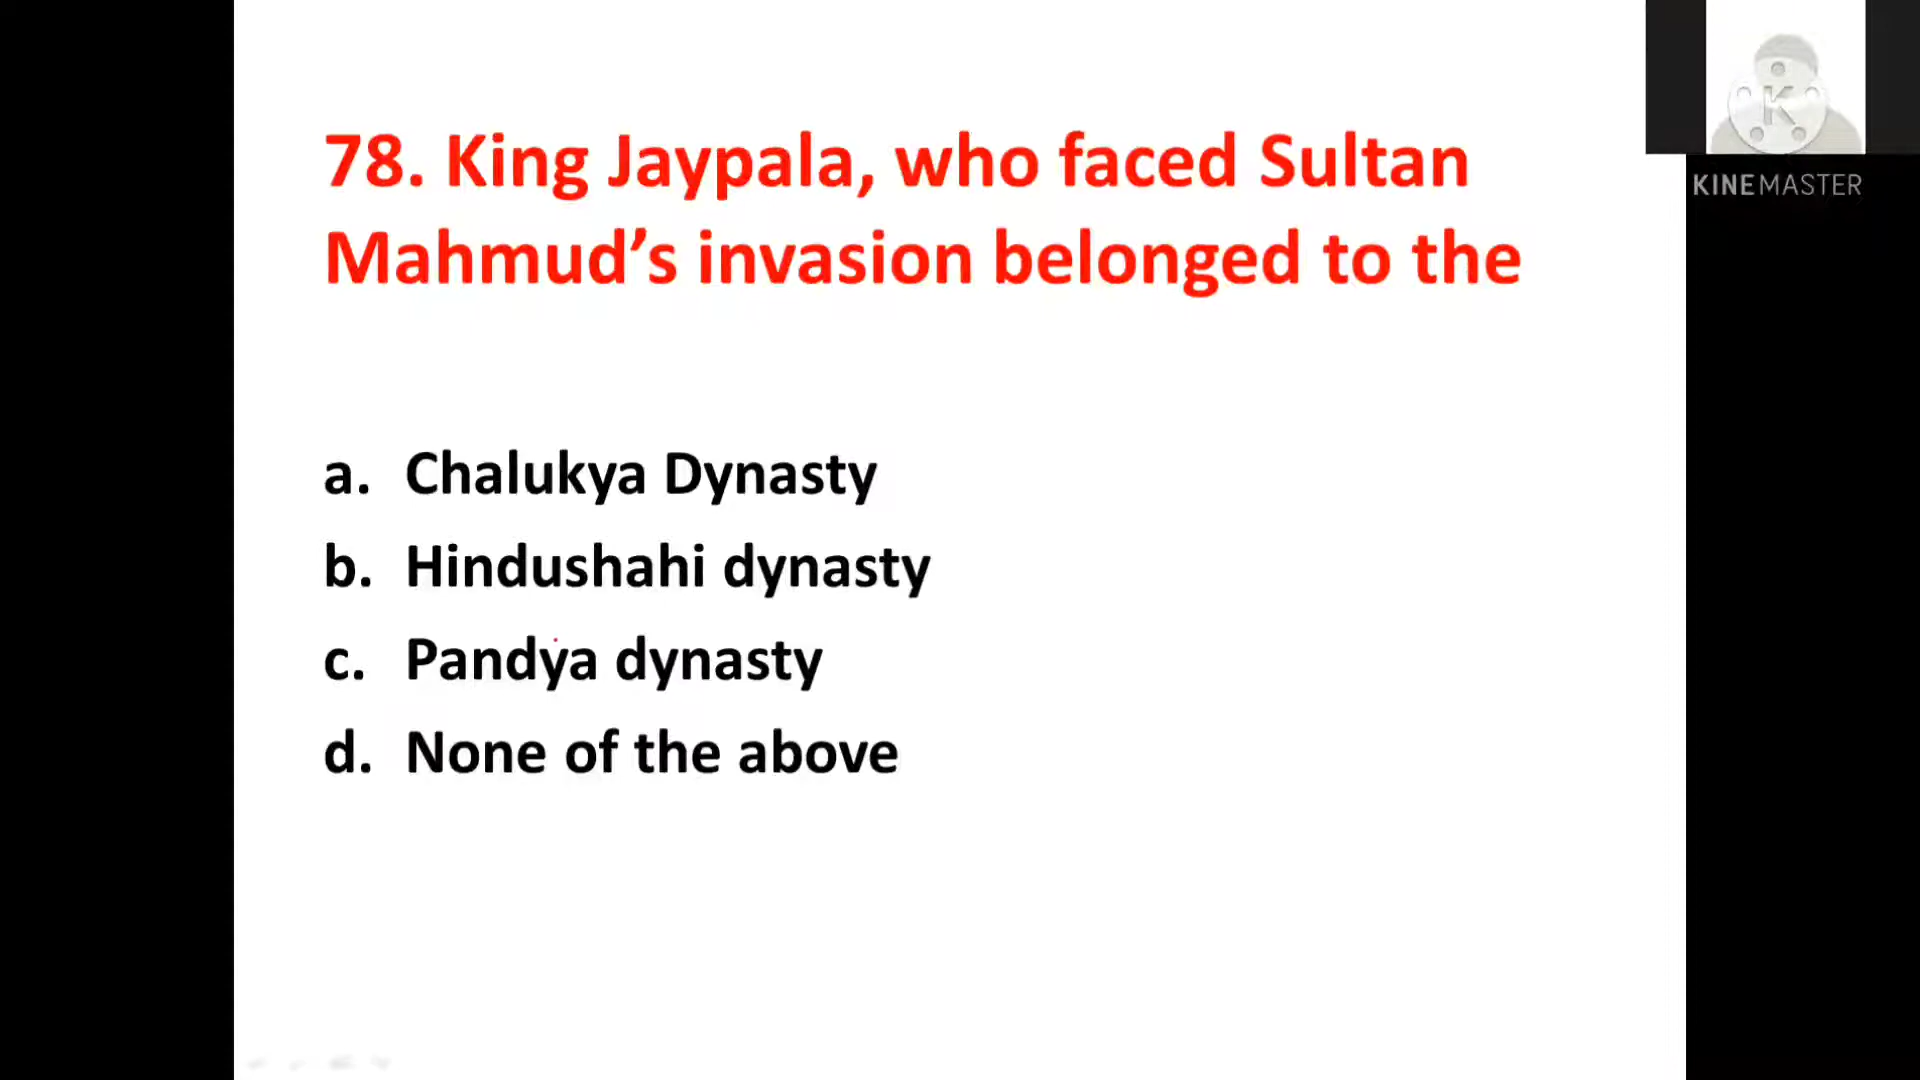 78. King Jaypala, who faced Sultan
Mahmud’s invasion belonged to the
a. Chalukya Dynasty
b. Hindushahi dynasty
c. Pandya dynasty
d. None of the above
K
KINEMASTER